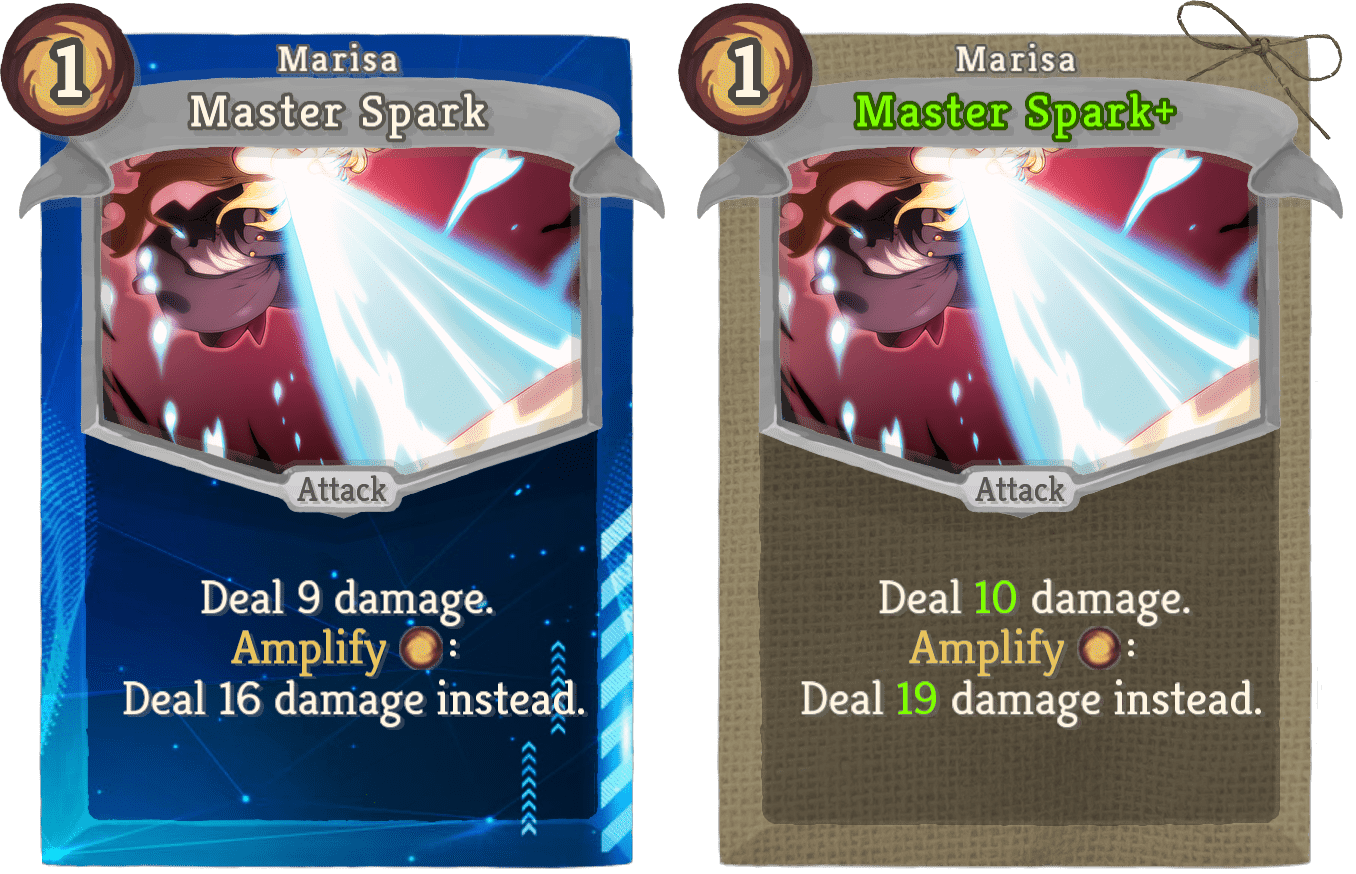 1
Marisa
Master Spark
Attack
Deal 9 damage.
Amplify :
Deal 16 damage instead.
1
Marisa
Master Spark+
Attack
Deal 10 damage.
Amplify :
Deal 19 damage instead.